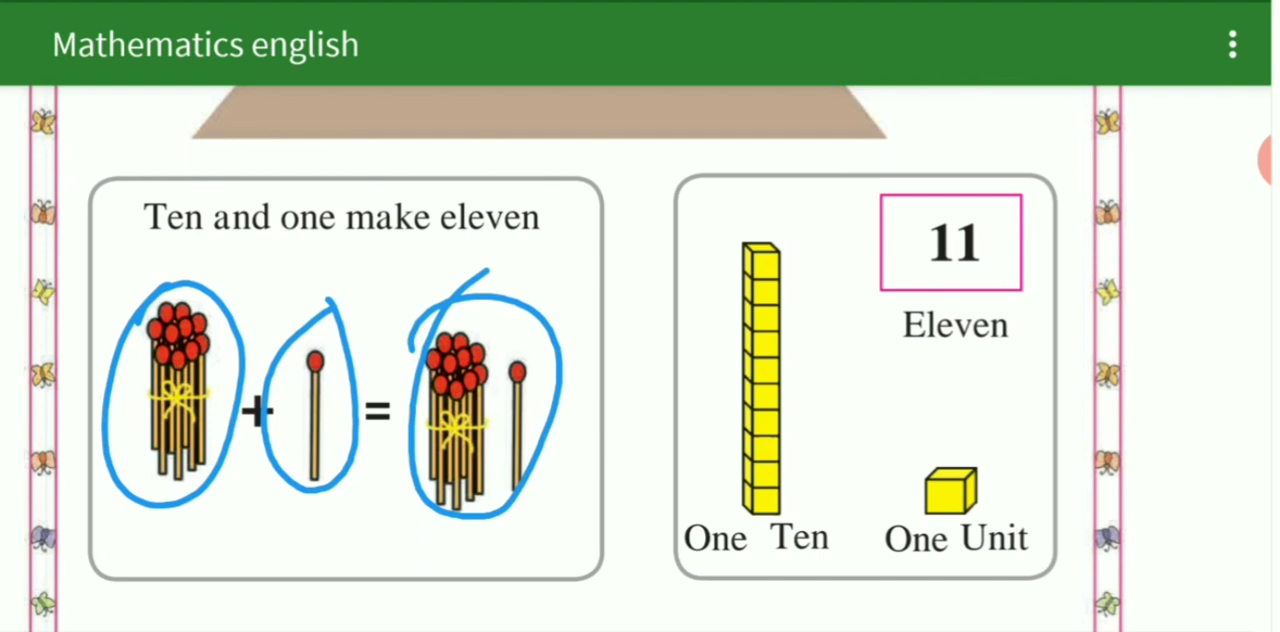 Mathematics english
Ten and one make eleven
+ =
11
Eleven
One Ten
One Unit